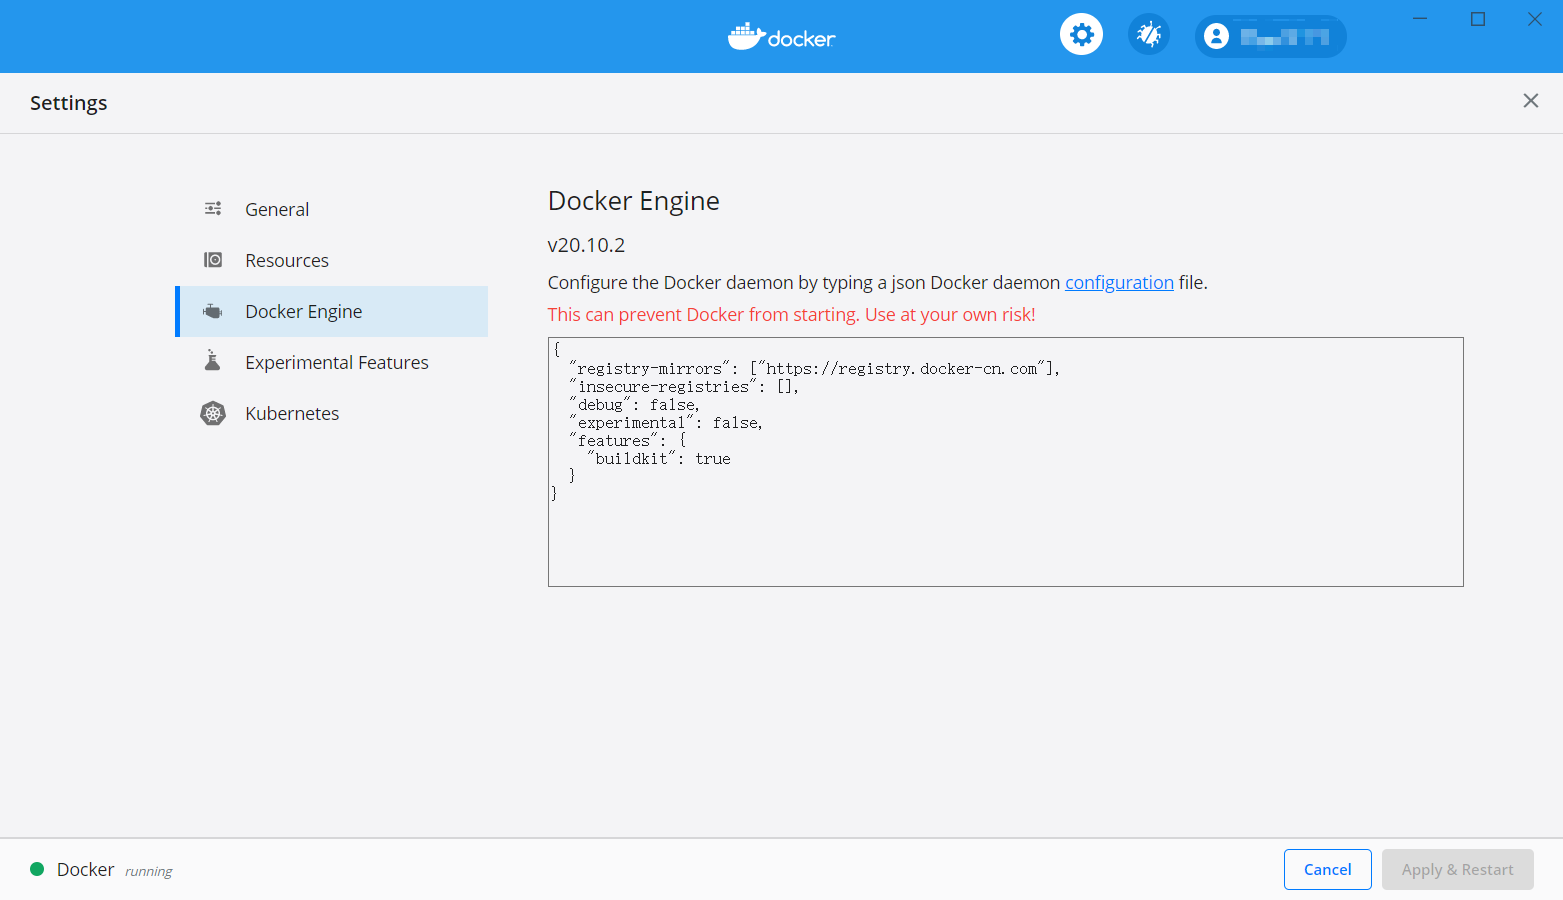 docker
Settings
General
Resources
Docker Engine
Experimental Features
Kubernetes
Docker Engine
v20.10.2
Configure the Docker daemon by typing a json Docker daemon configuration file.
This can prevent Docker from starting. Use at your own risk!
{
  "registry-mirrors": ["https://registry.docker-cn.com"],
  "insecure-registries": [],
  "debug": false,
  "experimental": false,
  "features": {
    "buildkit": true
  }
}
Docker running
Cancel
Apply & Restart